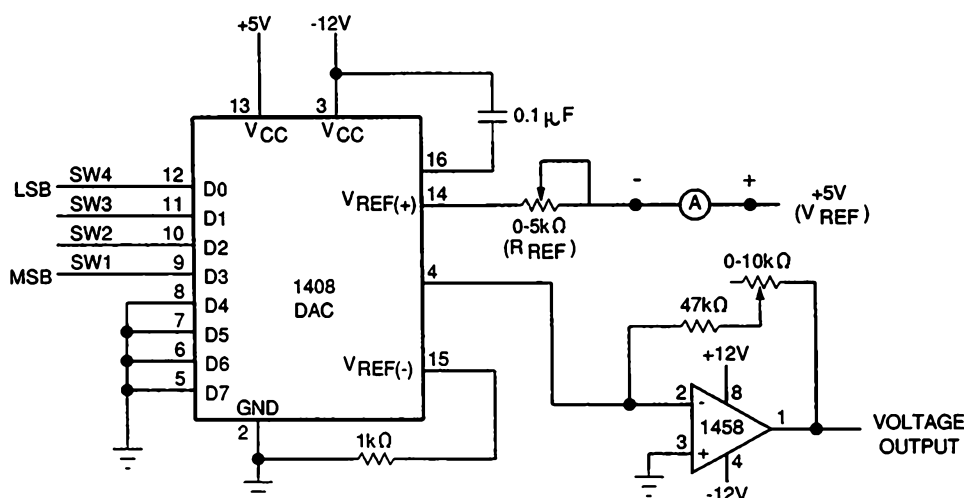 +5V
-12V
13
3
VCC
VCC
0.1 μF
16
LSB
SW4
12
D0
VREF(+)
14
-
A
+
+5V
(VREF)
SW3
11
D1
0-5kΩ
(RREF)
SW2
10
D2
MSB
SW1
9
D3
4
0-10kΩ
1408
DAC
8
D4
47kΩ
7
D5
6
D6
VREF(-)
15
+12V
5
D7
2
-
8
GND
1458
1
VOLTAGE
OUTPUT
2
1kΩ
3
+
4
-12V